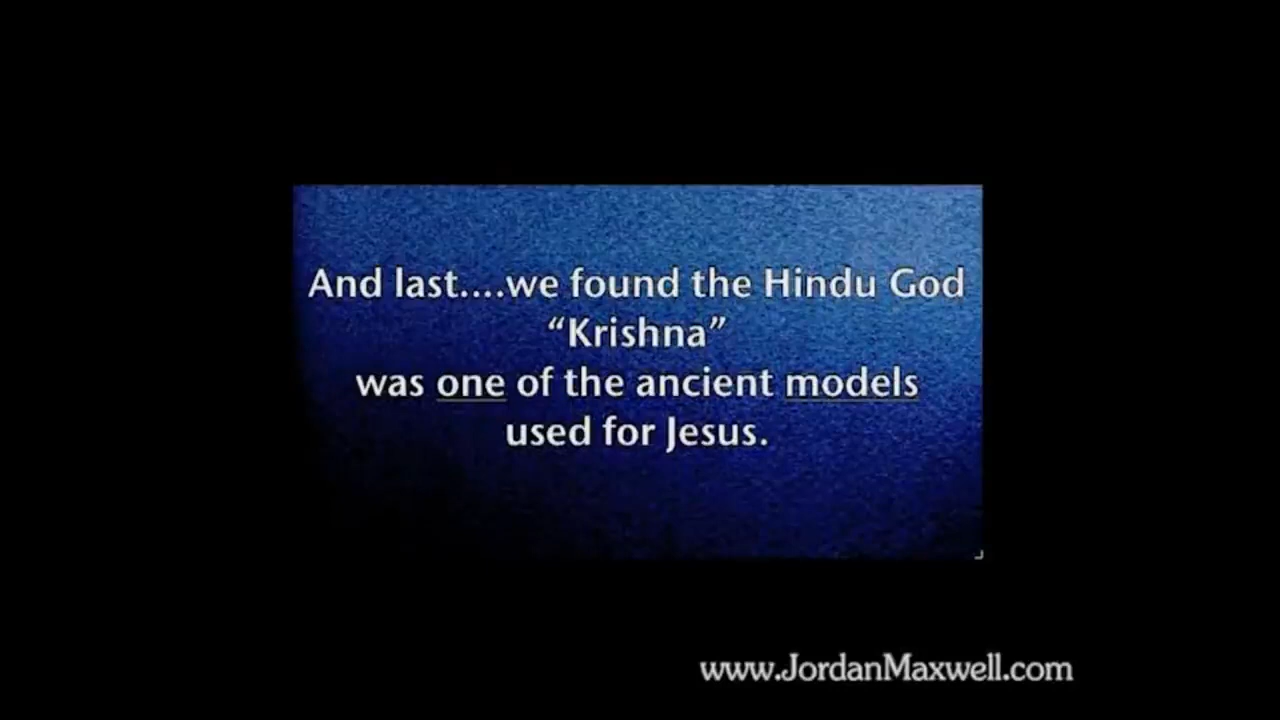 And last....we found the Hindu God
“Krishna”
was one of the ancient models
used for Jesus.
www.JordanMaxwell.com